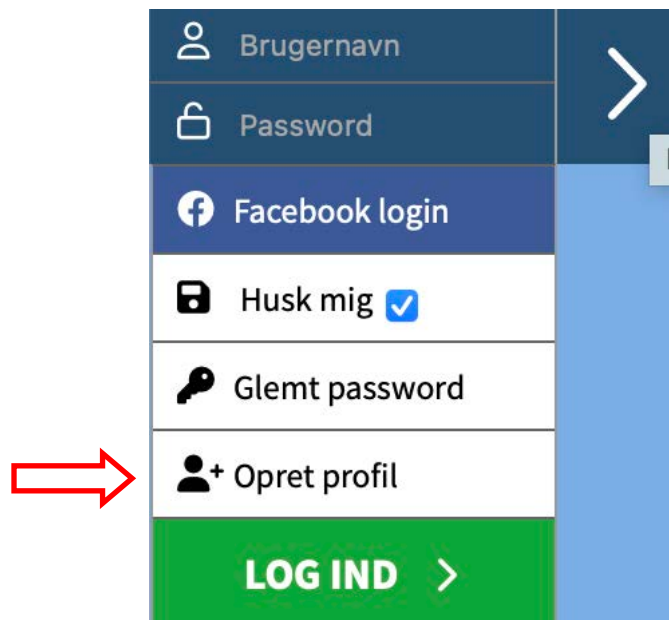 Brugernavn
Password
Facebook login
Husk mig
Glemt password
Opret profil
LOG IND